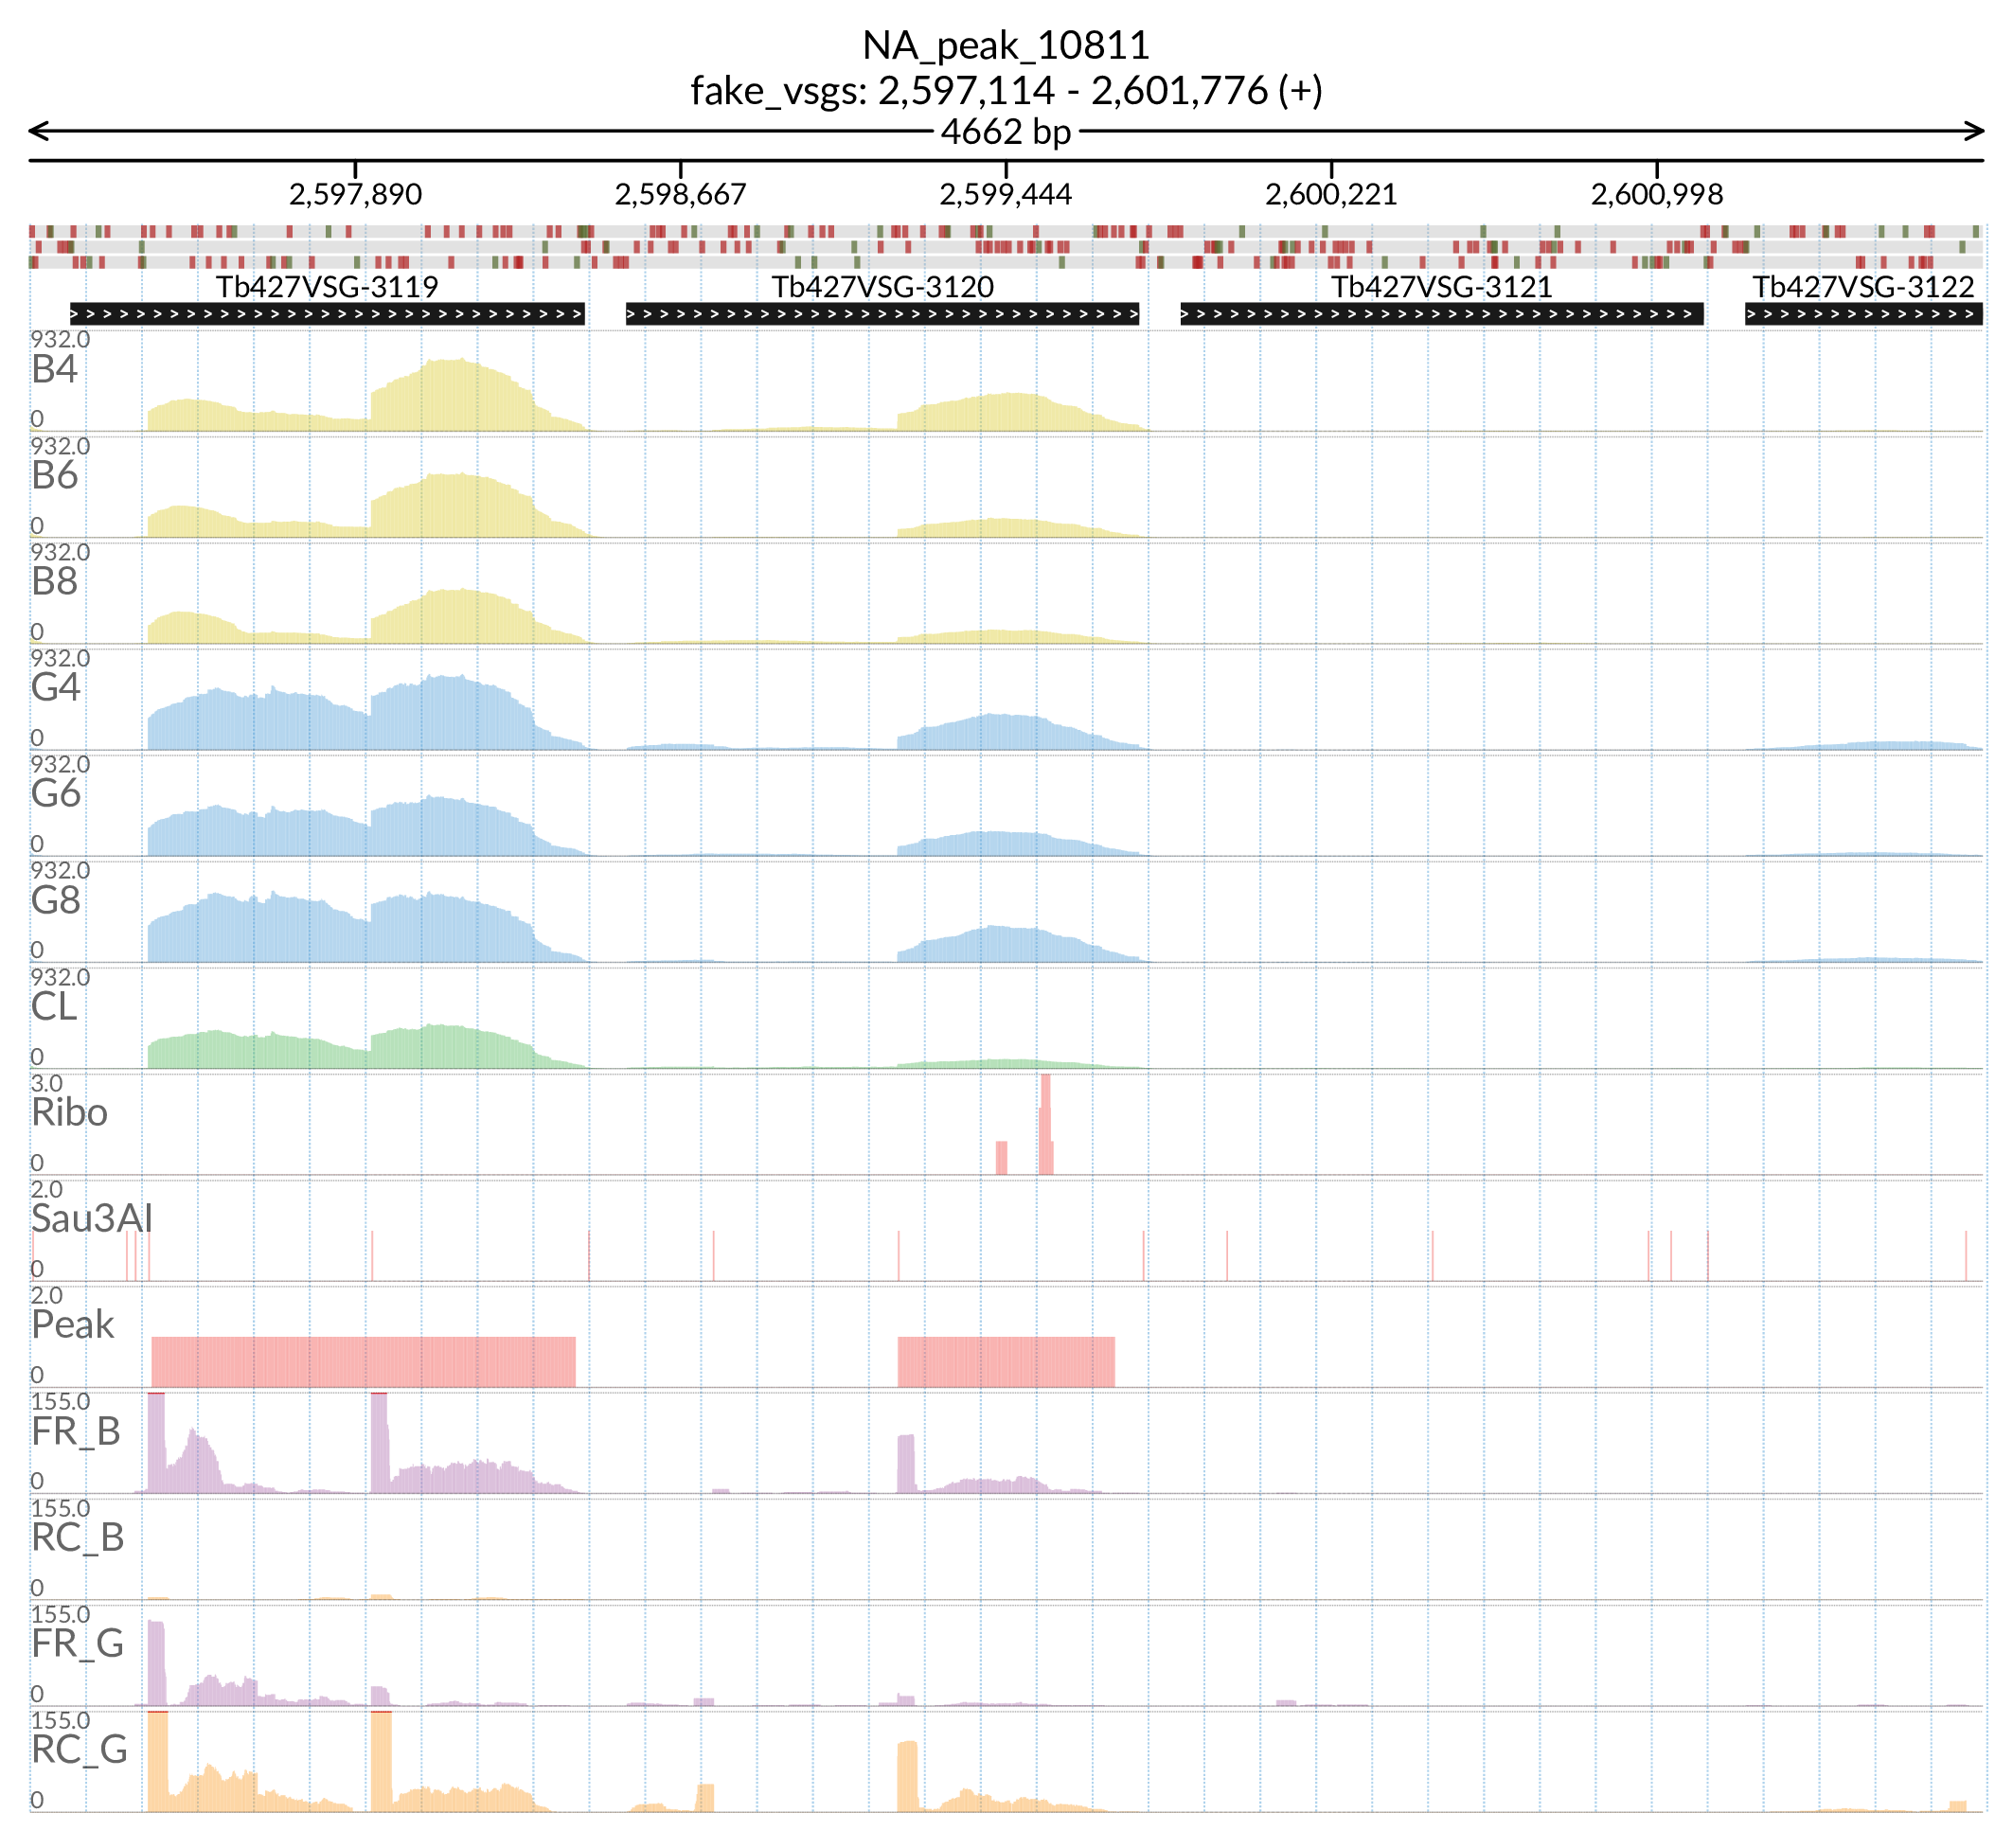 NA_peak_10811
fake_vsgs: 2,597,114 - 2,601,776 (+)
4662 bp
2,597,890 2,598,667 2,599,444 2,600,221 2,600,998
Tb427VSG-3119 Tb427VSG-3120 Tb427VSG-3121 Tb427VSG-3122
932.0
B4
0
932.0
B6
0
932.0
B8
0
932.0
G4
0
932.0
G6
0
932.0
G8
0
932.0
CL
0
3.0
Ribo
0
2.0
Sau3AI
0
2.0
Peak
0
155.0
FR_B
0
155.0
RC_B
0
155.0
FR_G
0
155.0
RC_G
0